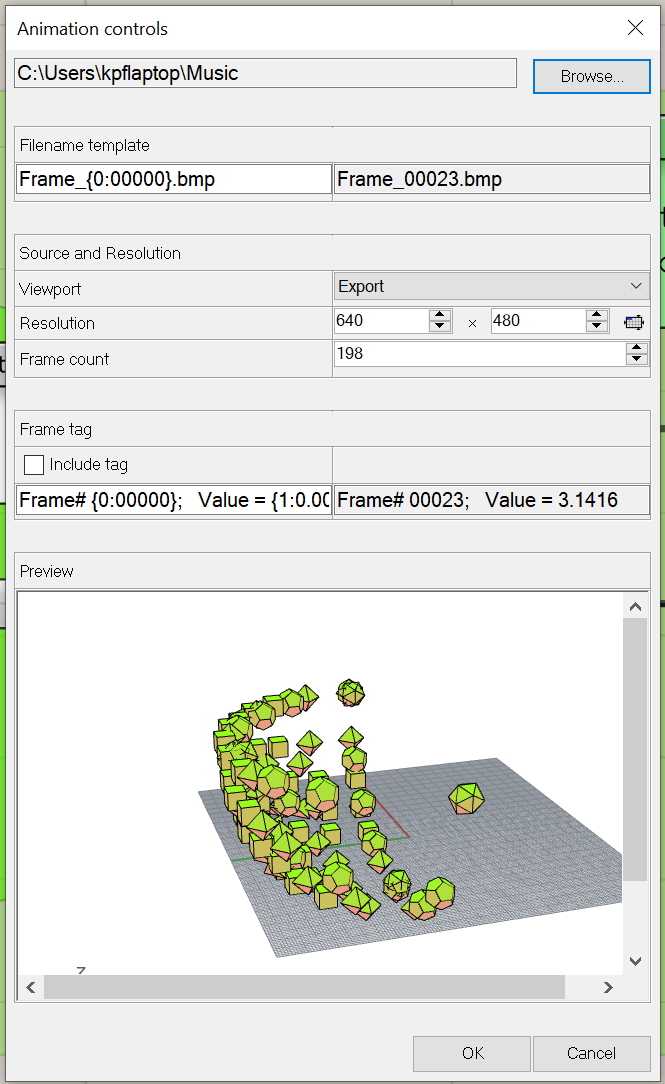 Animation controls
C:\Users\kpflaptop\Music
Browse...
Filename template
Frame_{0:00000}.bmp
Frame_00023.bmp
Source and Resolution
Viewport
Export
Resolution
640
×
480
Frame count
198
Frame tag
Include tag
Frame# {0:00000};   Value = {1:0.00
Frame# 00023;   Value = 3.1416
Preview
z
OK
Cancel